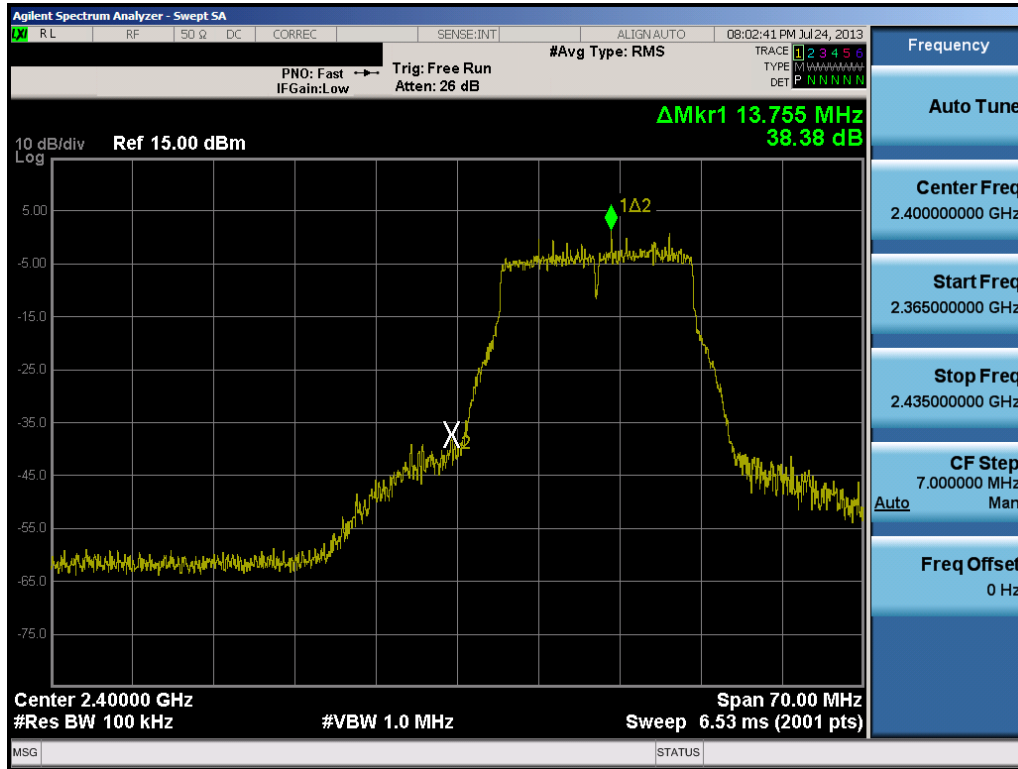 Agilent Spectrum Analyzer - Swept SA
LXI RL RF 50 Ω DC CORREC SENSE:INT ALIGN AUTO 08:02:41 PM Jul 24, 2013
#Avg Type: RMS
TRACE 1 2 3 4 5 6
TYPE M WWWWW
DET P N N N N N
PNO: Fast
IFGain:Low
Trig: Free Run
Atten: 26 dB
ΔMkr1 13.755 MHz
38.38 dB
10 dB/div Ref 15.00 dBm
Log
5.00
-5.00
-15.0
-25.0
-35.0
-45.0
-55.0
-65.0
-75.0
1Δ2
X2
Center 2.40000 GHz
Span 70.00 MHz
#Res BW 100 kHz
#VBW 1.0 MHz
Sweep 6.53 ms (2001 pts)
MSG
STATUS
Frequency
Auto Tune
Center Freq
2.400000000 GHz
Start Freq
2.365000000 GHz
Stop Freq
2.435000000 GHz
CF Step
7.000000 MHz
Auto Man
Freq Offset
0 Hz